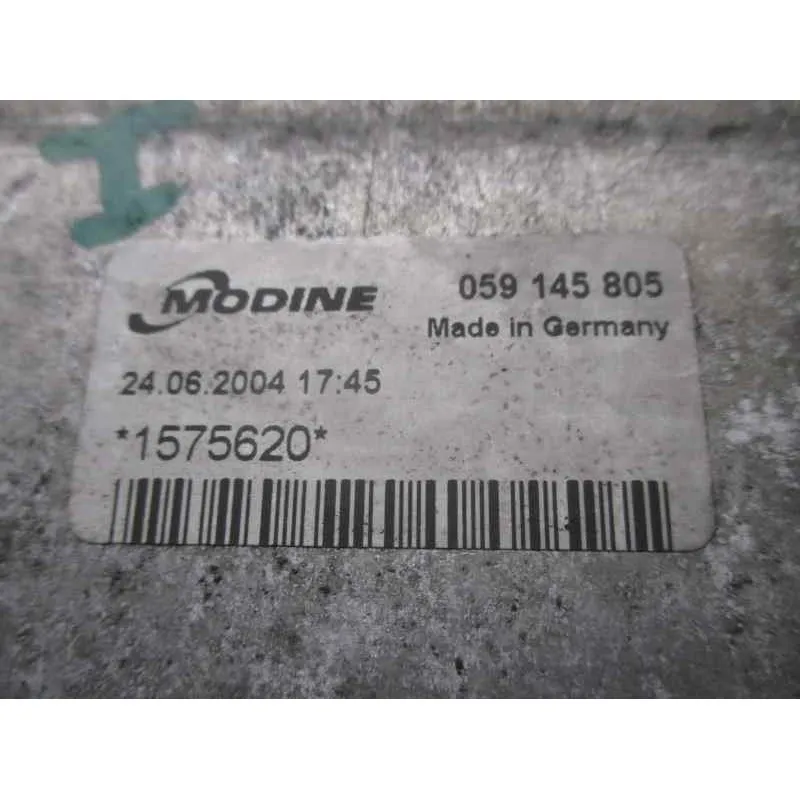 I
MODINE
059 145 805
Made in Germany
24.06.2004 17:45
*1575620*